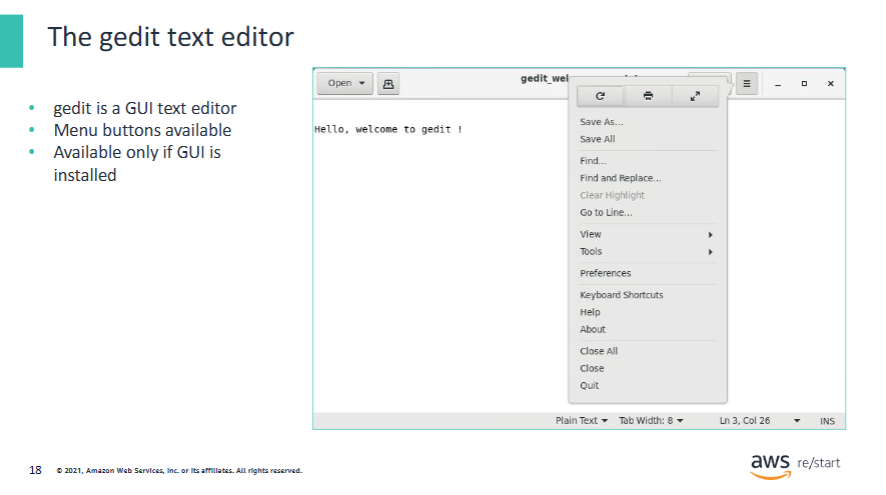 The gedit text editor
• gedit is a GUI text editor
• Menu buttons available
• Available only if GUI is
installed
Open
gedit_wel
Hello, welcome to gedit !
Save As...
Save All
Find...
Find and Replace...
Clear Highlight
Go to Line...
View
Tools
Preferences
Keyboard Shortcuts
Help
About
Close All
Close
Quit
Plain Text Tab Width: 8 Ln 3, Col 26 INS
18 © 2021, Amazon Web Services, Inc. or its affiliates. All rights reserved.
aws re/start